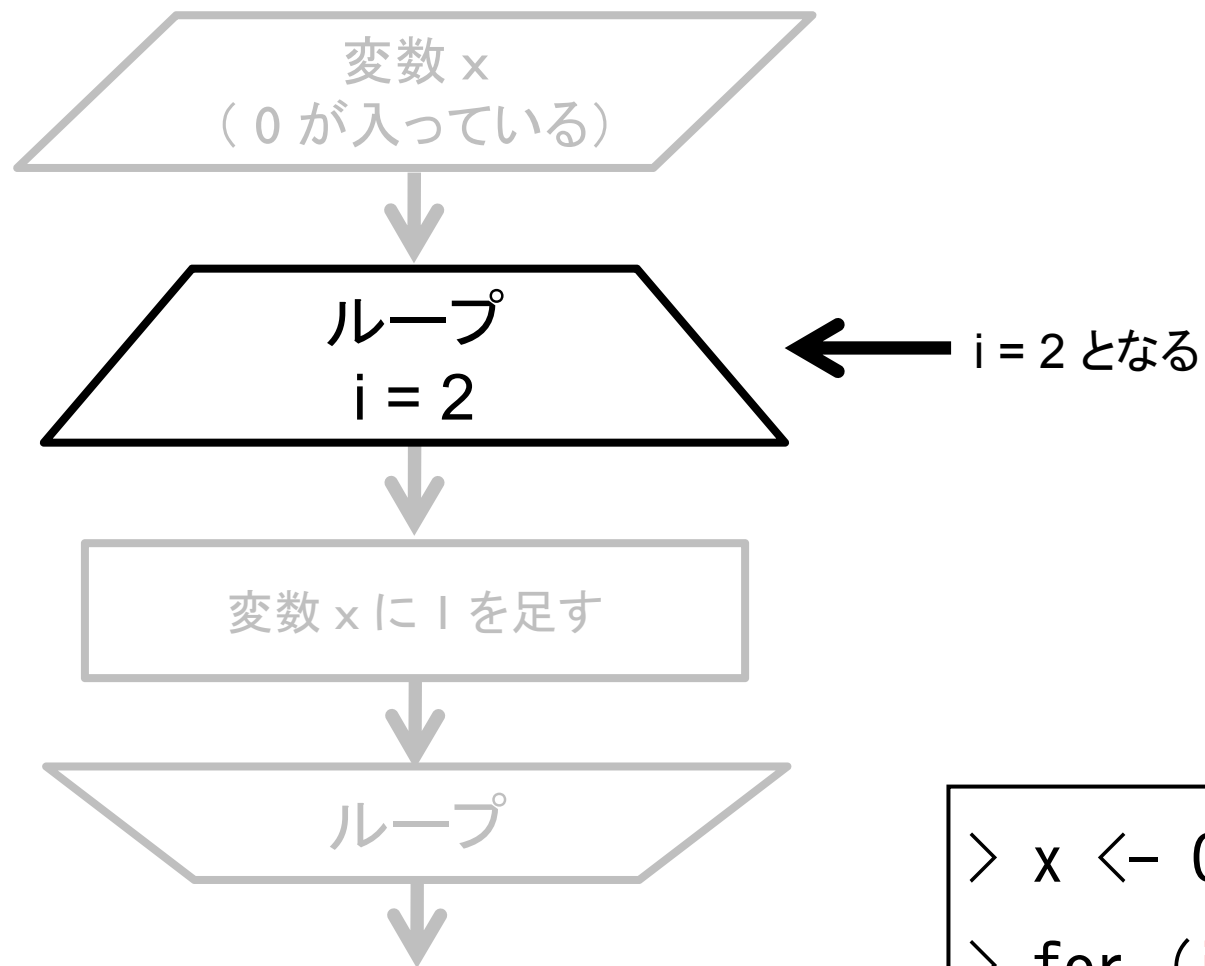 変数 x
（ 0 が入っている）
ループ
i = 2
i = 2 となる
変数 x に 1 を足す
ループ
> x <-
> for (